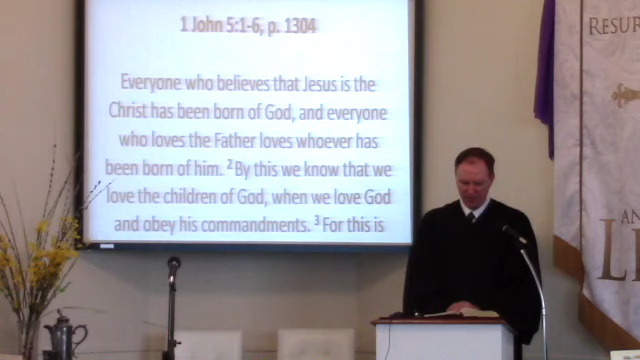 1 John 5:1-6, p. 1304
Everyone who believes that Jesus is the
Christ has been born of God, and everyone
who loves the Father loves whoever has
been born of him. ² By this we know that we
love the children of God, when we love God
and obey his commandments. ³ For this is
RESUR
AN
L